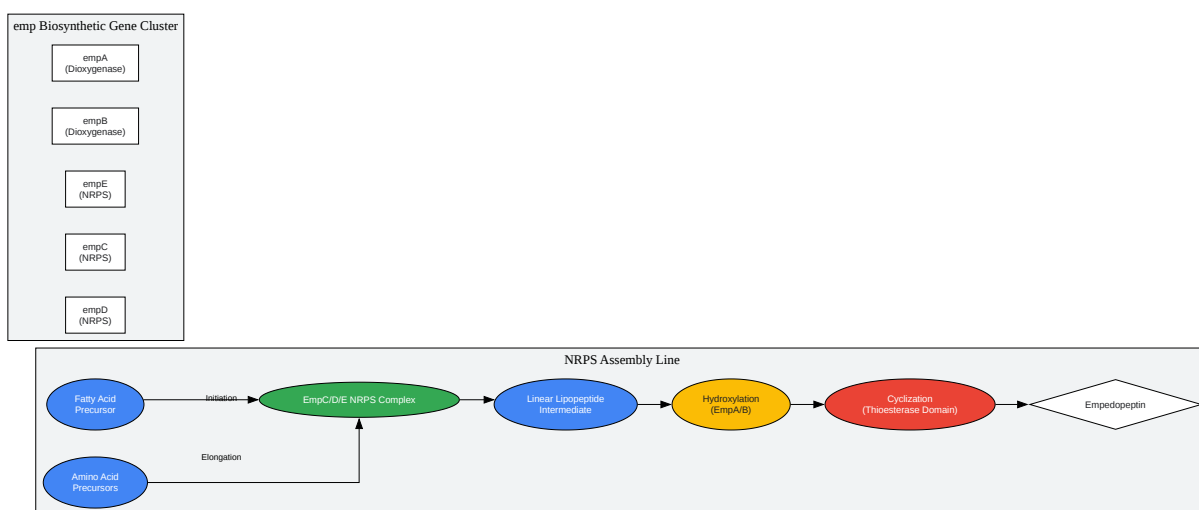 emp Biosynthetic Gene Cluster
empA
(Dioxygenase)
empB
(Dioxygenase)
empE
(NRPS)
empC
(NRPS)
empD
(NRPS)
NRPS Assembly Line
Fatty Acid
Precursor
Initiation
EmpC/D/E NRPS Complex
Linear Lipopeptide
Intermediate
Hydroxylation
(EmpA/B)
Cyclization
(Thioesterase Domain)
Empedopeptin
Elongation
Amino Acid
Precursors